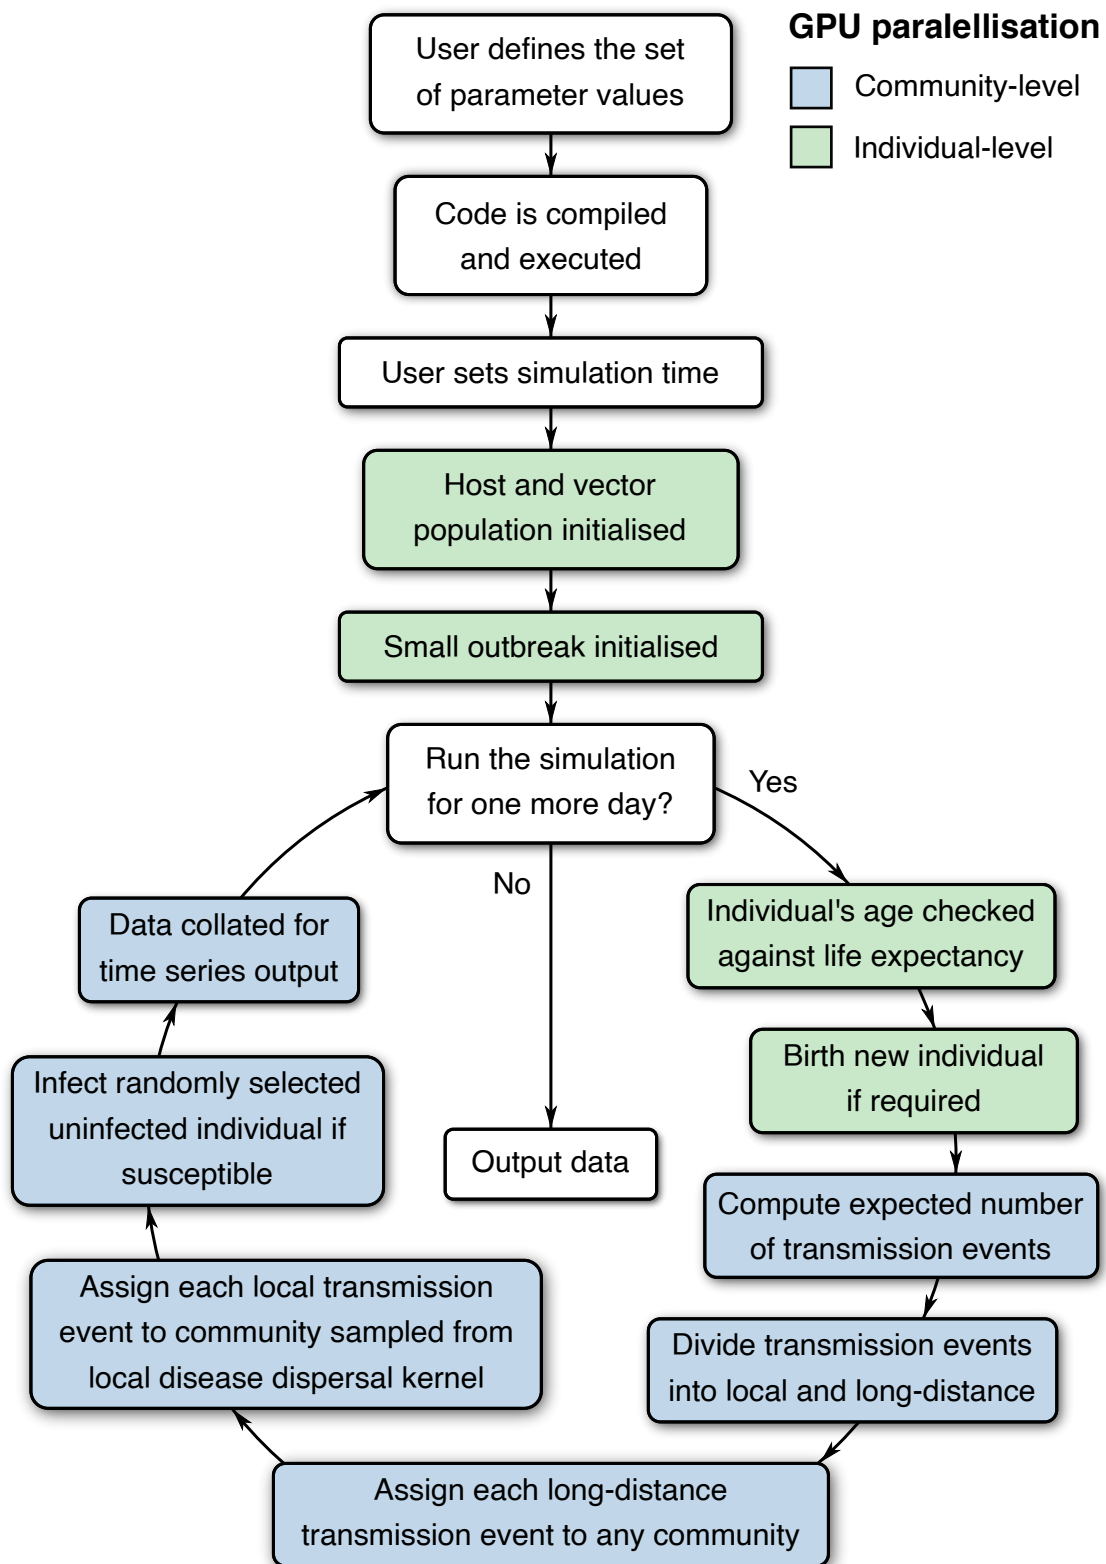 GPU paralellisation
Community-level
Individual-level
User defines the set
of parameter values
Code is compiled
and executed
User sets simulation time
Host and vector
population initialised
Small outbreak initialised
Run the simulation
for one more day?
Yes
No
Individual's age checked
against life expectancy
Birth new individual
if required
Compute expected number
of transmission events
Divide transmission events
into local and long-distance
Assign each long-distance
transmission event to any community
Assign each local transmission
event to community sampled from
local disease dispersal kernel
Infect randomly selected
uninfected individual if
susceptible
Data collated for
time series output
Output data